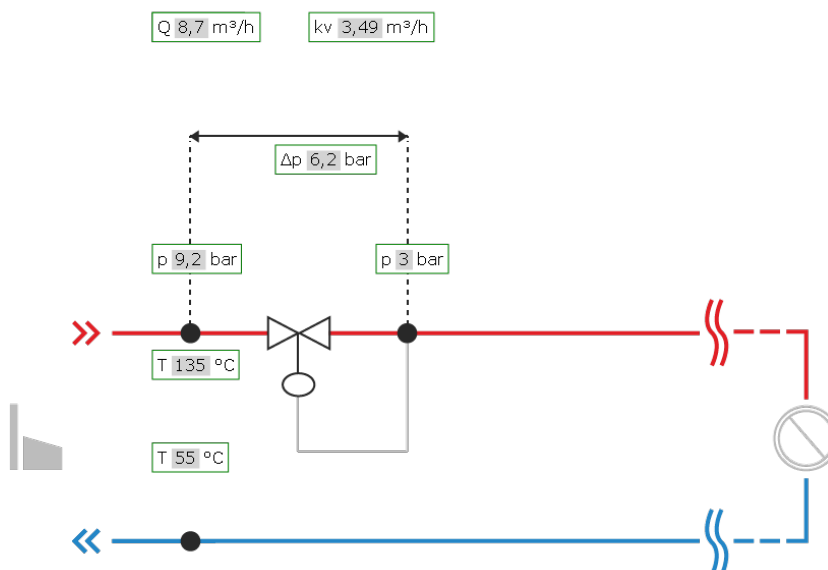 Q 8,7 m³/h
kv 3,49 m³/h
Δp 6,2 bar
p 9,2 bar
p 3 bar
T 135 °C
T 55 °C